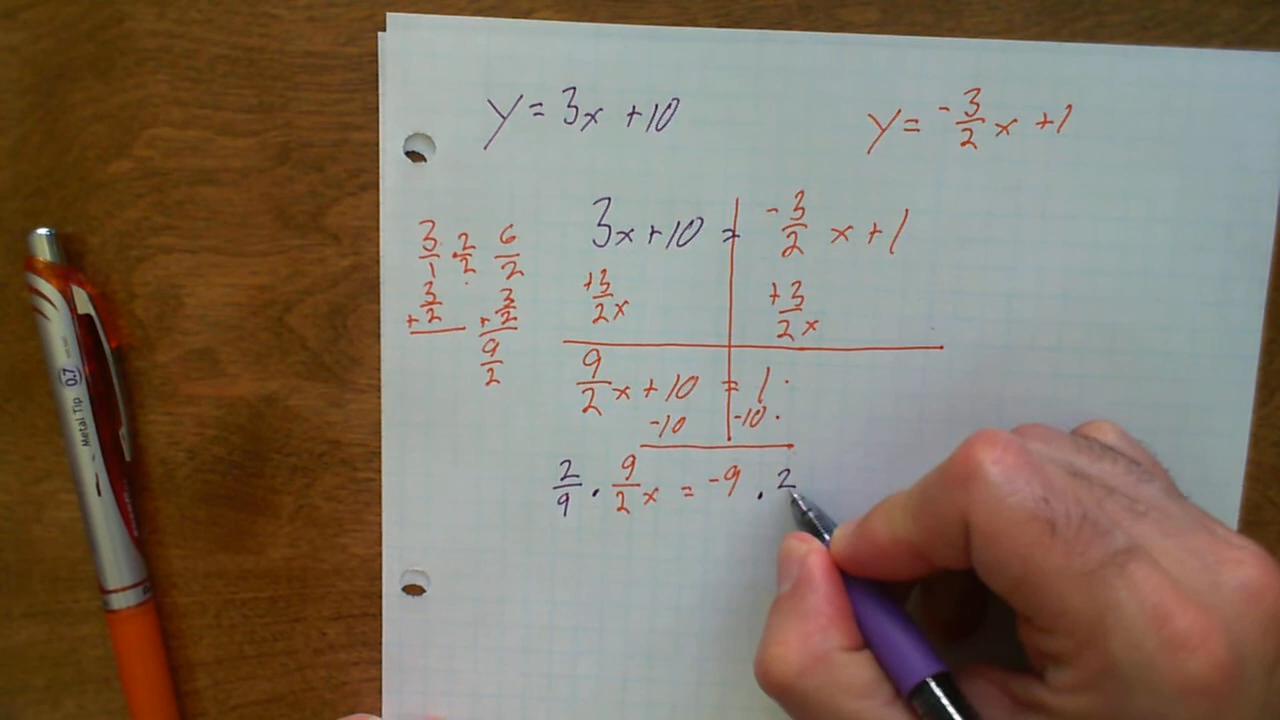 y = 3x + 10
y = -3/2 x + 1
3x + 10 = -3/2 x + 1
3/1 · 2/2 6/2
+ 3/2 + 3/2
9/2
+3/2 x +3/2 x
9/2 x + 10 = 1
-10 -10
2/9 · 9/2 x = -9 · 2
Metal Tip 0.7